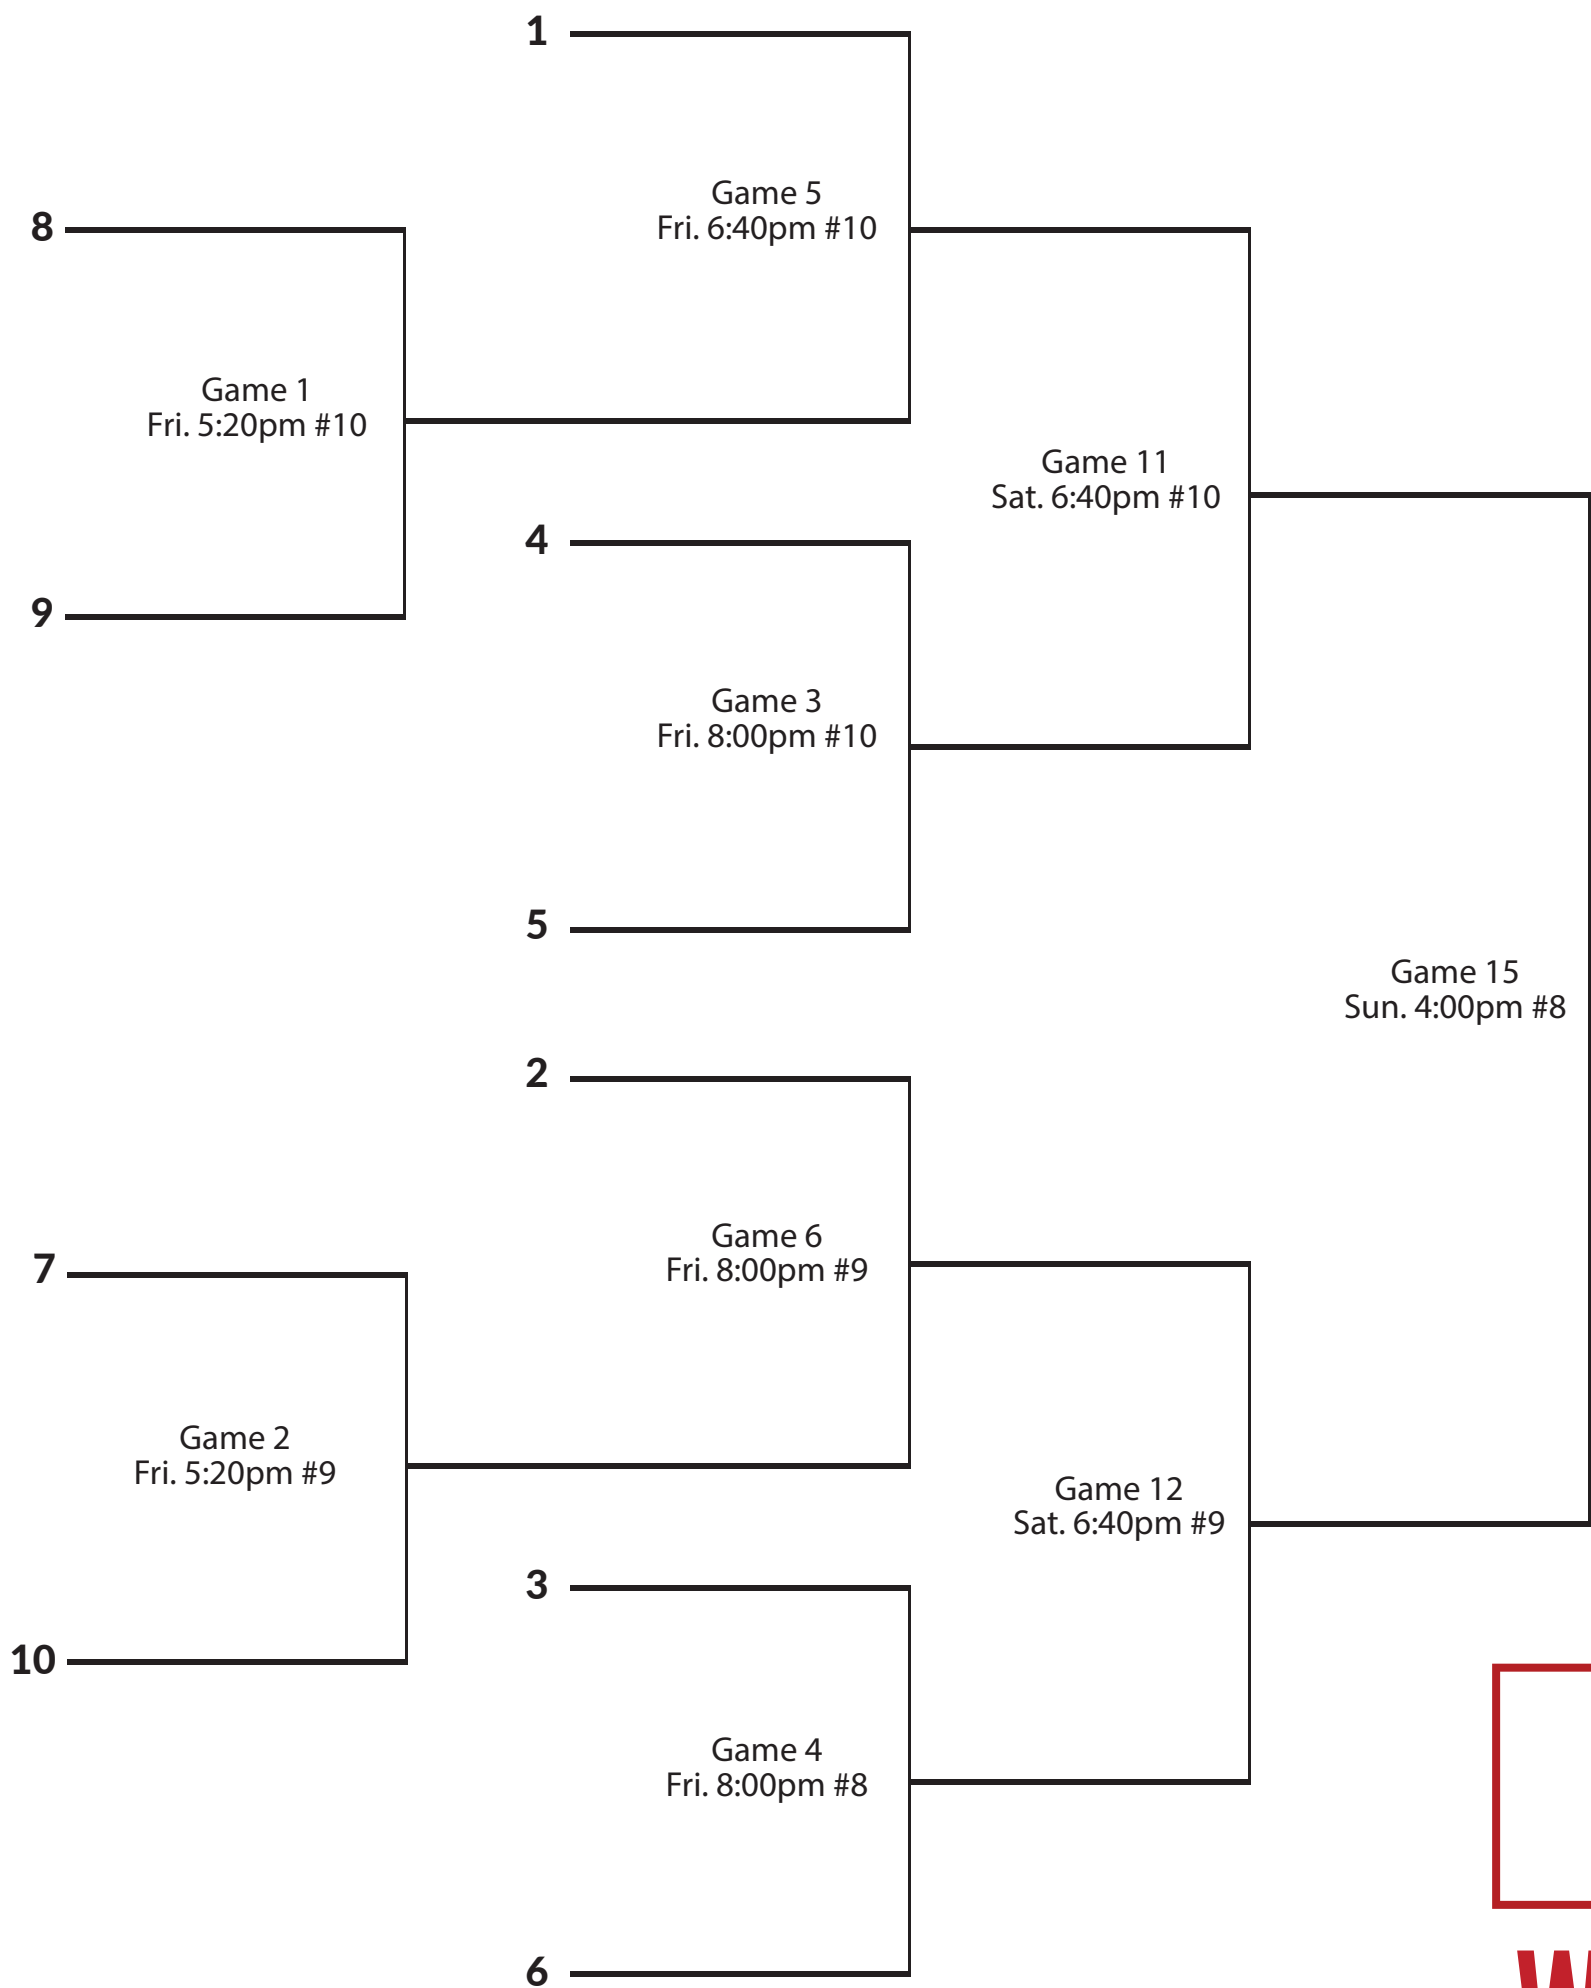 1
Game 5
Fri. 6:40pm #10
8
Game 1
Fri. 5:20pm #10
9
4
Game 11
Sat. 6:40pm #10
Game 3
Fri. 8:00pm #10
5
Game 15
Sun. 4:00pm #8
2
Game 6
Fri. 8:00pm #9
7
Game 2
Fri. 5:20pm #9
10
Game 12
Sat. 6:40pm #9
3
Game 4
Fri. 8:00pm #8
6